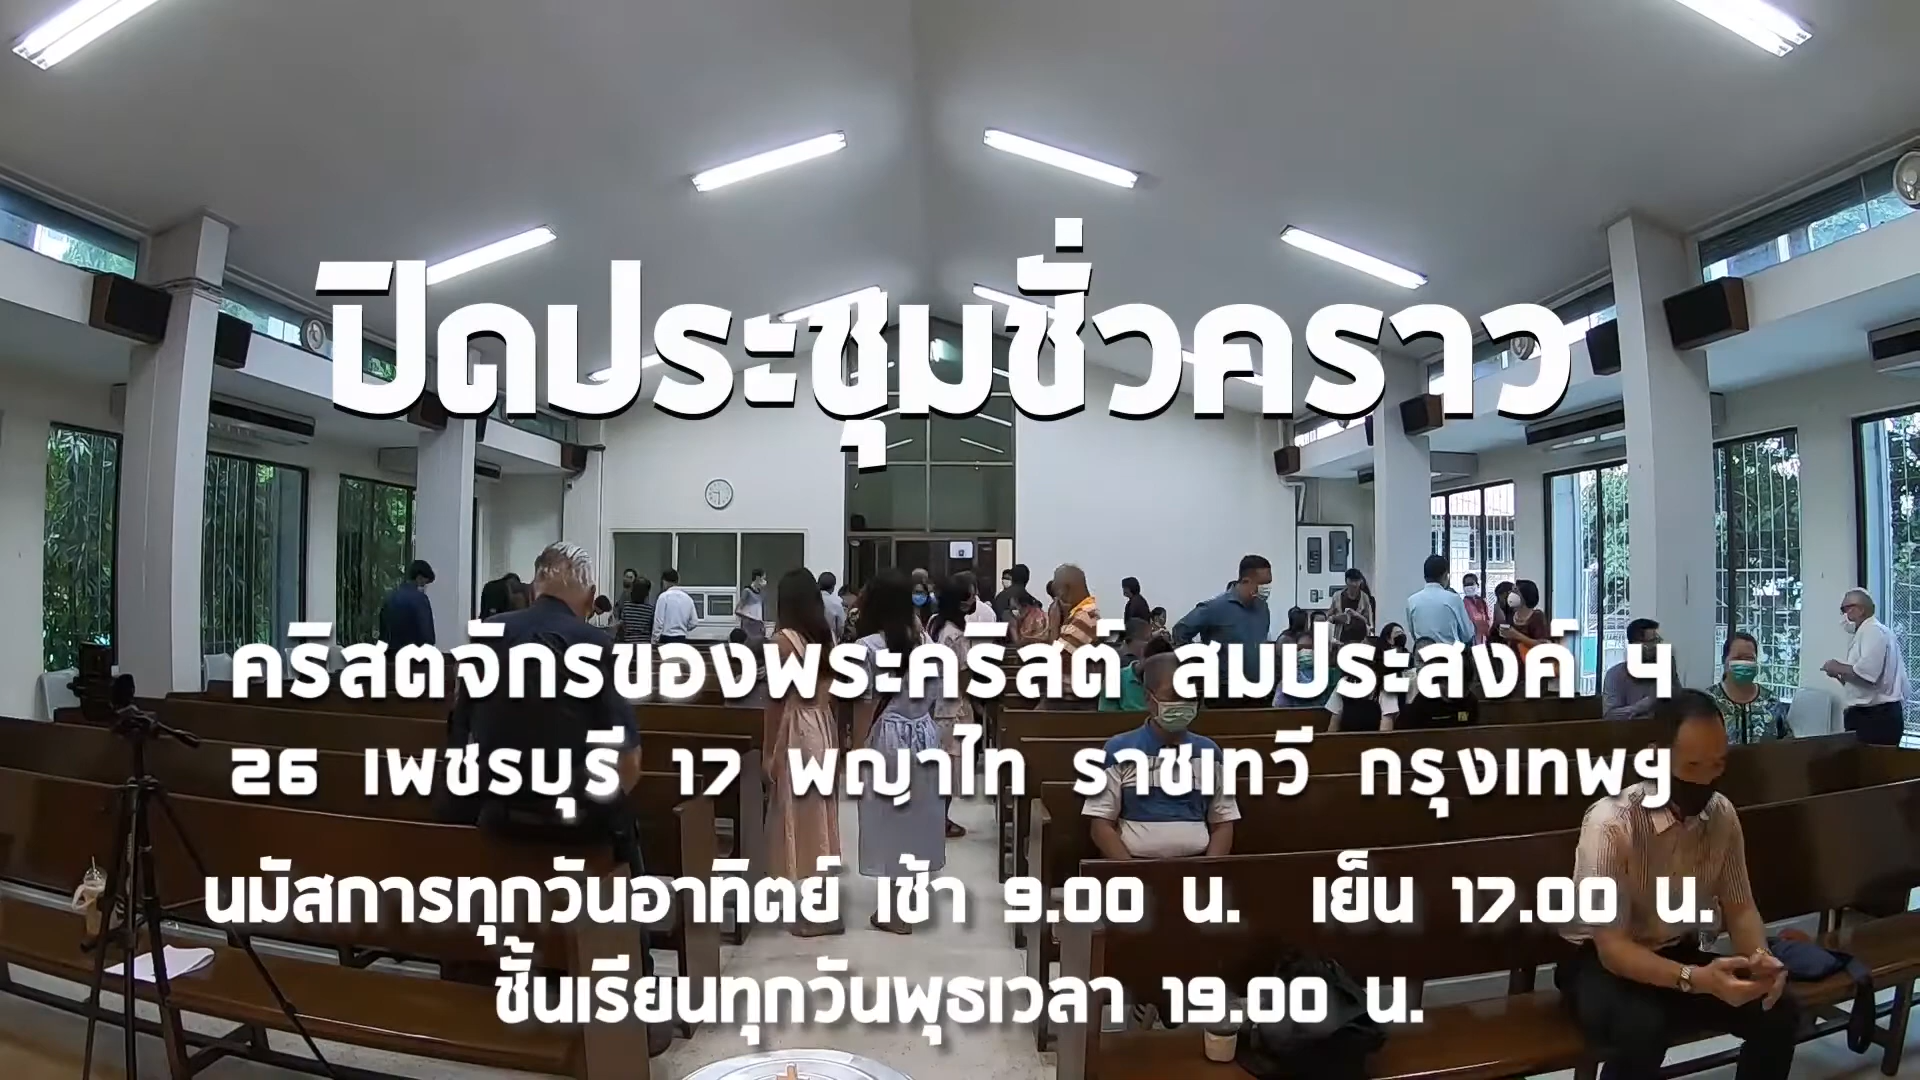 ปิดประชุมชั่วคราว
คริสตจักรของพระคริสต์ สมประสงค์ ๆ
26 เพชรบุรี 17 พญาไท ราชเทวี กรุงเทพฯ
นมัสการทุกวันอาทิตย์ เช้า 9.00 น. เย็น 17.00 น.
ชั้นเรียนทุกวันพุธเวลา 19.00 น.